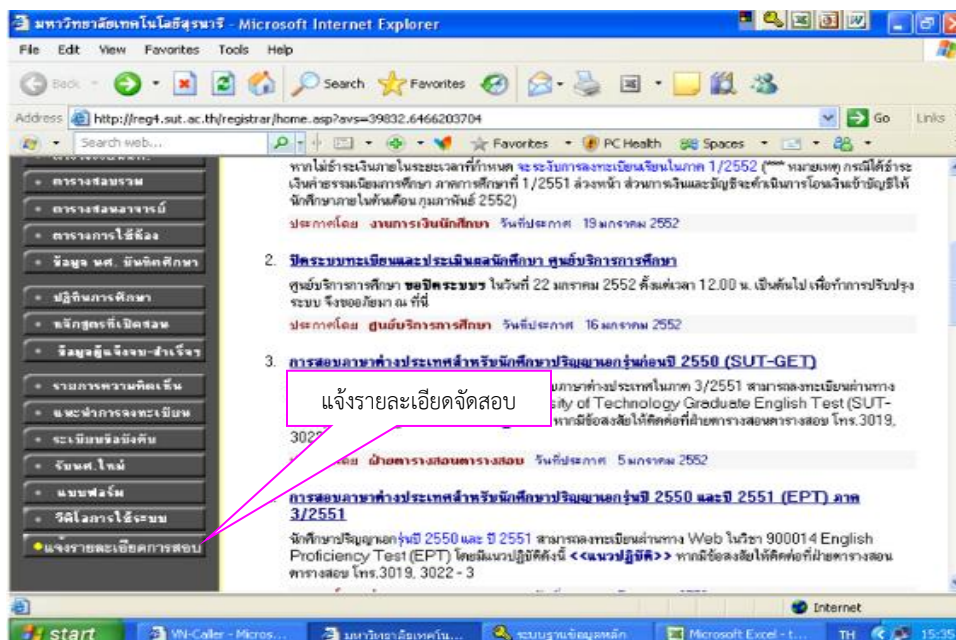 มหาวิทยาลัยเทคโนโลยีสุรนารี - Microsoft Internet Explorer
File Edit View Favorites Tools Help
Back Search Favorites
Address http://reg4.sut.ac.th/registrar/home.asp?avs=39832.6466203704 Go Links
Search web... Favorites PC Health Spaces
ตารางสอบรวม
ตารางสอนอาจารย์
ตารางการใช้ห้อง
ข้อมูล นศ. บัณฑิตศึกษา
ปฏิทินการศึกษา
หลักสูตรที่เปิดสอน
ข้อมูลผู้แจ้งจบ-สำเร็จฯ
รายการความคิดเห็น
แนะนำการลงทะเบียน
ระเบียบข้อบังคับ
รับนศ.ใหม่
แบบฟอร์ม
วิดีโอการใช้ระบบ
แจ้งรายละเอียดการสอบ
หากไม่ชำระเงินภายในระยะเวลาที่กำหนด จะระงับการลงทะเบียนเรียนในภาค 1/2552 (**** หมายเหตุ กรณีได้ชำระ
เงินค่าธรรมเนียมการศึกษา ภาคการศึกษาที่ 1/2551 ล่วงหน้า ส่วนการเงินและบัญชีจะดำเนินการโอนเงินเข้าบัญชีให้
นักศึกษาภายในต้นเดือน กุมภาพันธ์ 2552)
ประกาศโดย งานการเงินนักศึกษา วันที่ประกาศ 19 มกราคม 2552
2. ปิดระบบทะเบียนและประเมินผลนักศึกษา ศูนย์บริการการศึกษา
ศูนย์บริการการศึกษา ขอปิดระบบฯ ในวันที่ 22 มกราคม 2552 ตั้งแต่เวลา 12.00 น. เป็นต้นไป เพื่อทำการปรับปรุง
ระบบ จึงขออภัยมา ณ ที่นี่
ประกาศโดย ศูนย์บริการการศึกษา วันที่ประกาศ 16 มกราคม 2552
3. การสอบภาษาต่างประเทศสำหรับนักศึกษาปริญญาเอกรุ่นก่อนปี 2550 (SUT-GET)
บภาษาต่างประเทศในภาค 3/2551 สามารถลงทะเบียนผ่านทาง
sity of Technology Graduate English Test (SUT-
หากมีข้อสงสัยให้ติดต่อที่ฝ่ายตารางสอนตารางสอบ โทร.3019,
3022
โดย ฝ่ายตารางสอนตารางสอบ วันที่ประกาศ 5 มกราคม 2552
แจ้งรายละเอียดจัดสอบ
การสอบภาษาต่างประเทศสำหรับนักศึกษาปริญญาเอกรุ่นปี 2550 และปี 2551 (EPT) ภาค
3/2551
นักศึกษาปริญญาเอกรุ่นปี 2550 และ ปี 2551 สามารถลงทะเบียนผ่านทาง Web ในวิชา 900014 English
Proficiency Test (EPT) โดยมีแนวปฏิบัติดังนี้ <<แนวปฏิบัติ>> หากมีข้อสงสัยให้ติดต่อที่ฝ่ายตารางสอน
ตารางสอบ โทร.3019, 3022 - 3
Internet
start VN-Caller - Micros... มหาวิทยาลัยเทคโน... ระบบฐานข้อมูลหลัก Microsoft Excel - t... TH 15:35